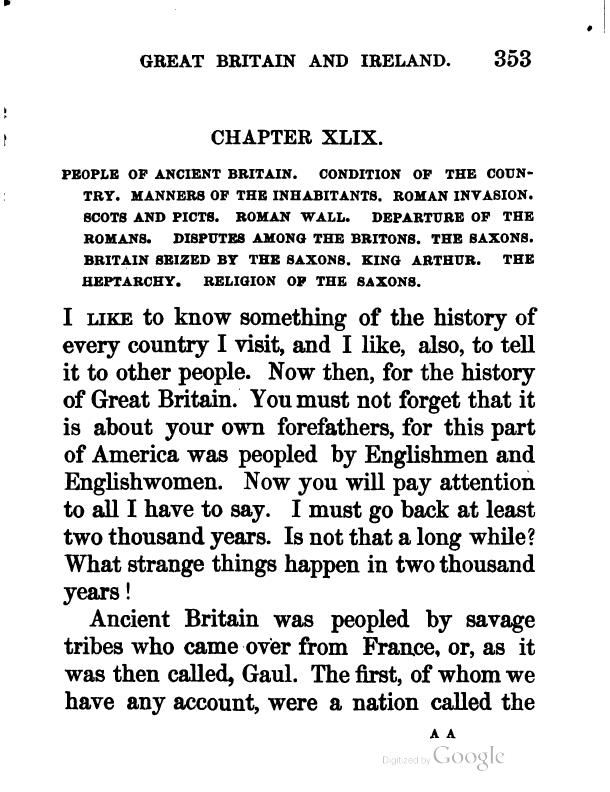 GREAT BRITAIN AND IRELAND. 353
CHAPTER XLIX.
PEOPLE OF ANCIENT BRITAIN. CONDITION OF THE COUN-
TRY. MANNERS OF THE INHABITANTS. ROMAN INVASION.
SCOTS AND PICTS. ROMAN WALL. DEPARTURE OF THE
ROMANS. DISPUTES AMONG THE BRITONS. THE SAXONS.
BRITAIN SEIZED BY THE SAXONS. KING ARTHUR. THE
HEPTARCHY. RELIGION OF THE SAXONS.
I LIKE to know something of the history of
every country I visit, and I like, also, to tell
it to other people. Now then, for the history
of Great Britain. You must not forget that it
is about your own forefathers, for this part
of America was peopled by Englishmen and
Englishwomen. Now you will pay attention
to all I have to say. I must go back at least
two thousand years. Is not that a long while?
What strange things happen in two thousand
years!
Ancient Britain was peopled by savage
tribes who came over from France, or, as it
was then called, Gaul. The first, of whom we
have any account, were a nation called the
A A
Digitized by Google